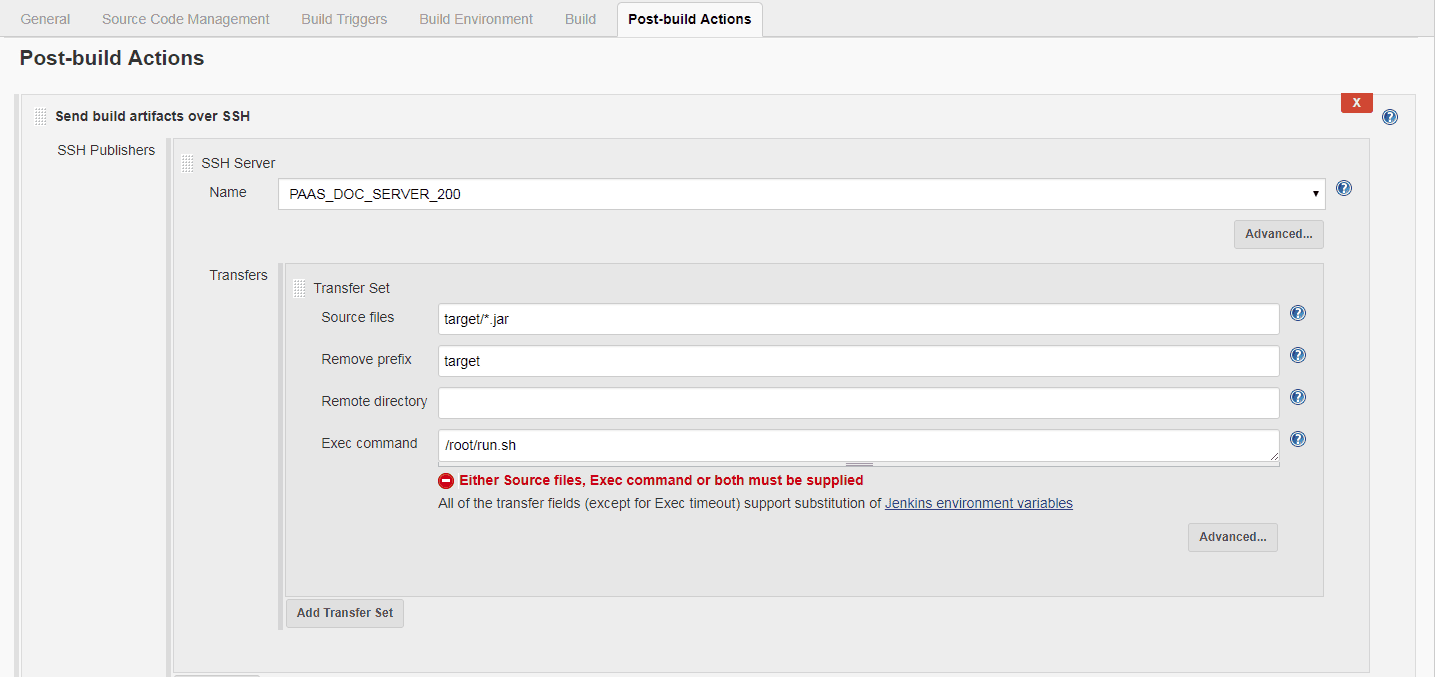 General Source Code Management Build Triggers Build Environment Build Post-build Actions
Post-build Actions
Send build artifacts over SSH
X
SSH Publishers
SSH Server
Name PAAS_DOC_SERVER_200
Advanced...
Transfers
Transfer Set
Source files target/*.jar
Remove prefix target
Remote directory
Exec command /root/run.sh
Either Source files, Exec command or both must be supplied
All of the transfer fields (except for Exec timeout) support substitution of Jenkins environment variables
Advanced...
Add Transfer Set